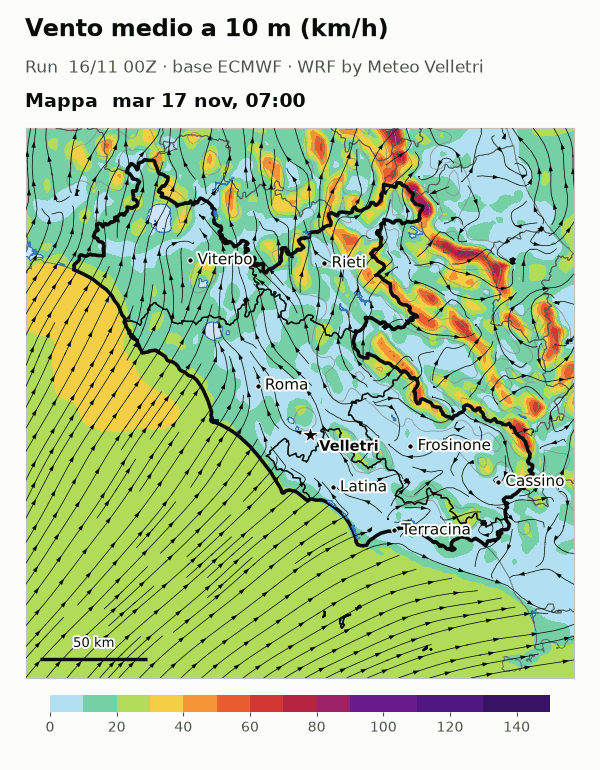 Vento medio a 10 m (km/h)
Run 16/11 00Z · base ECMWF · WRF by Meteo Velletri
Mappa mar 17 nov, 07:00
Viterbo
Rieti
Roma
Velletri
Frosinone
Cassino
Latina
Terracina
50 km
0 20 40 60 80 100 120 140